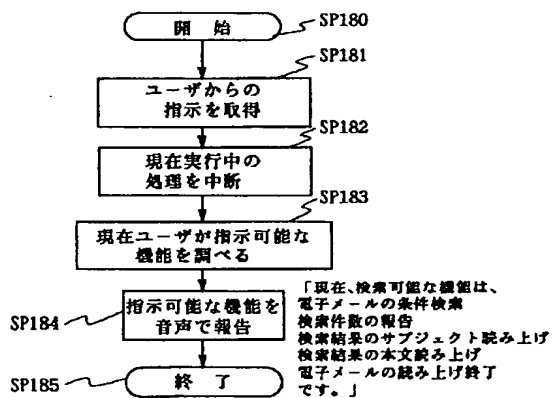 開 始
SP180
SP181
ユーザからの
指示を取得
SP182
現在実行中の
処理を中断
SP183
現在ユーザが指示可能な
機能を調べる
SP184
指示可能な機能を
音声で報告
「現在、検索可能な機能は、
電子メールの条件検索
検索件数の報告
検索結果のサブジェクト読み上げ
検索結果の本文読み上げ
電子メールの読み上げ終了
です。」
SP185
終 了